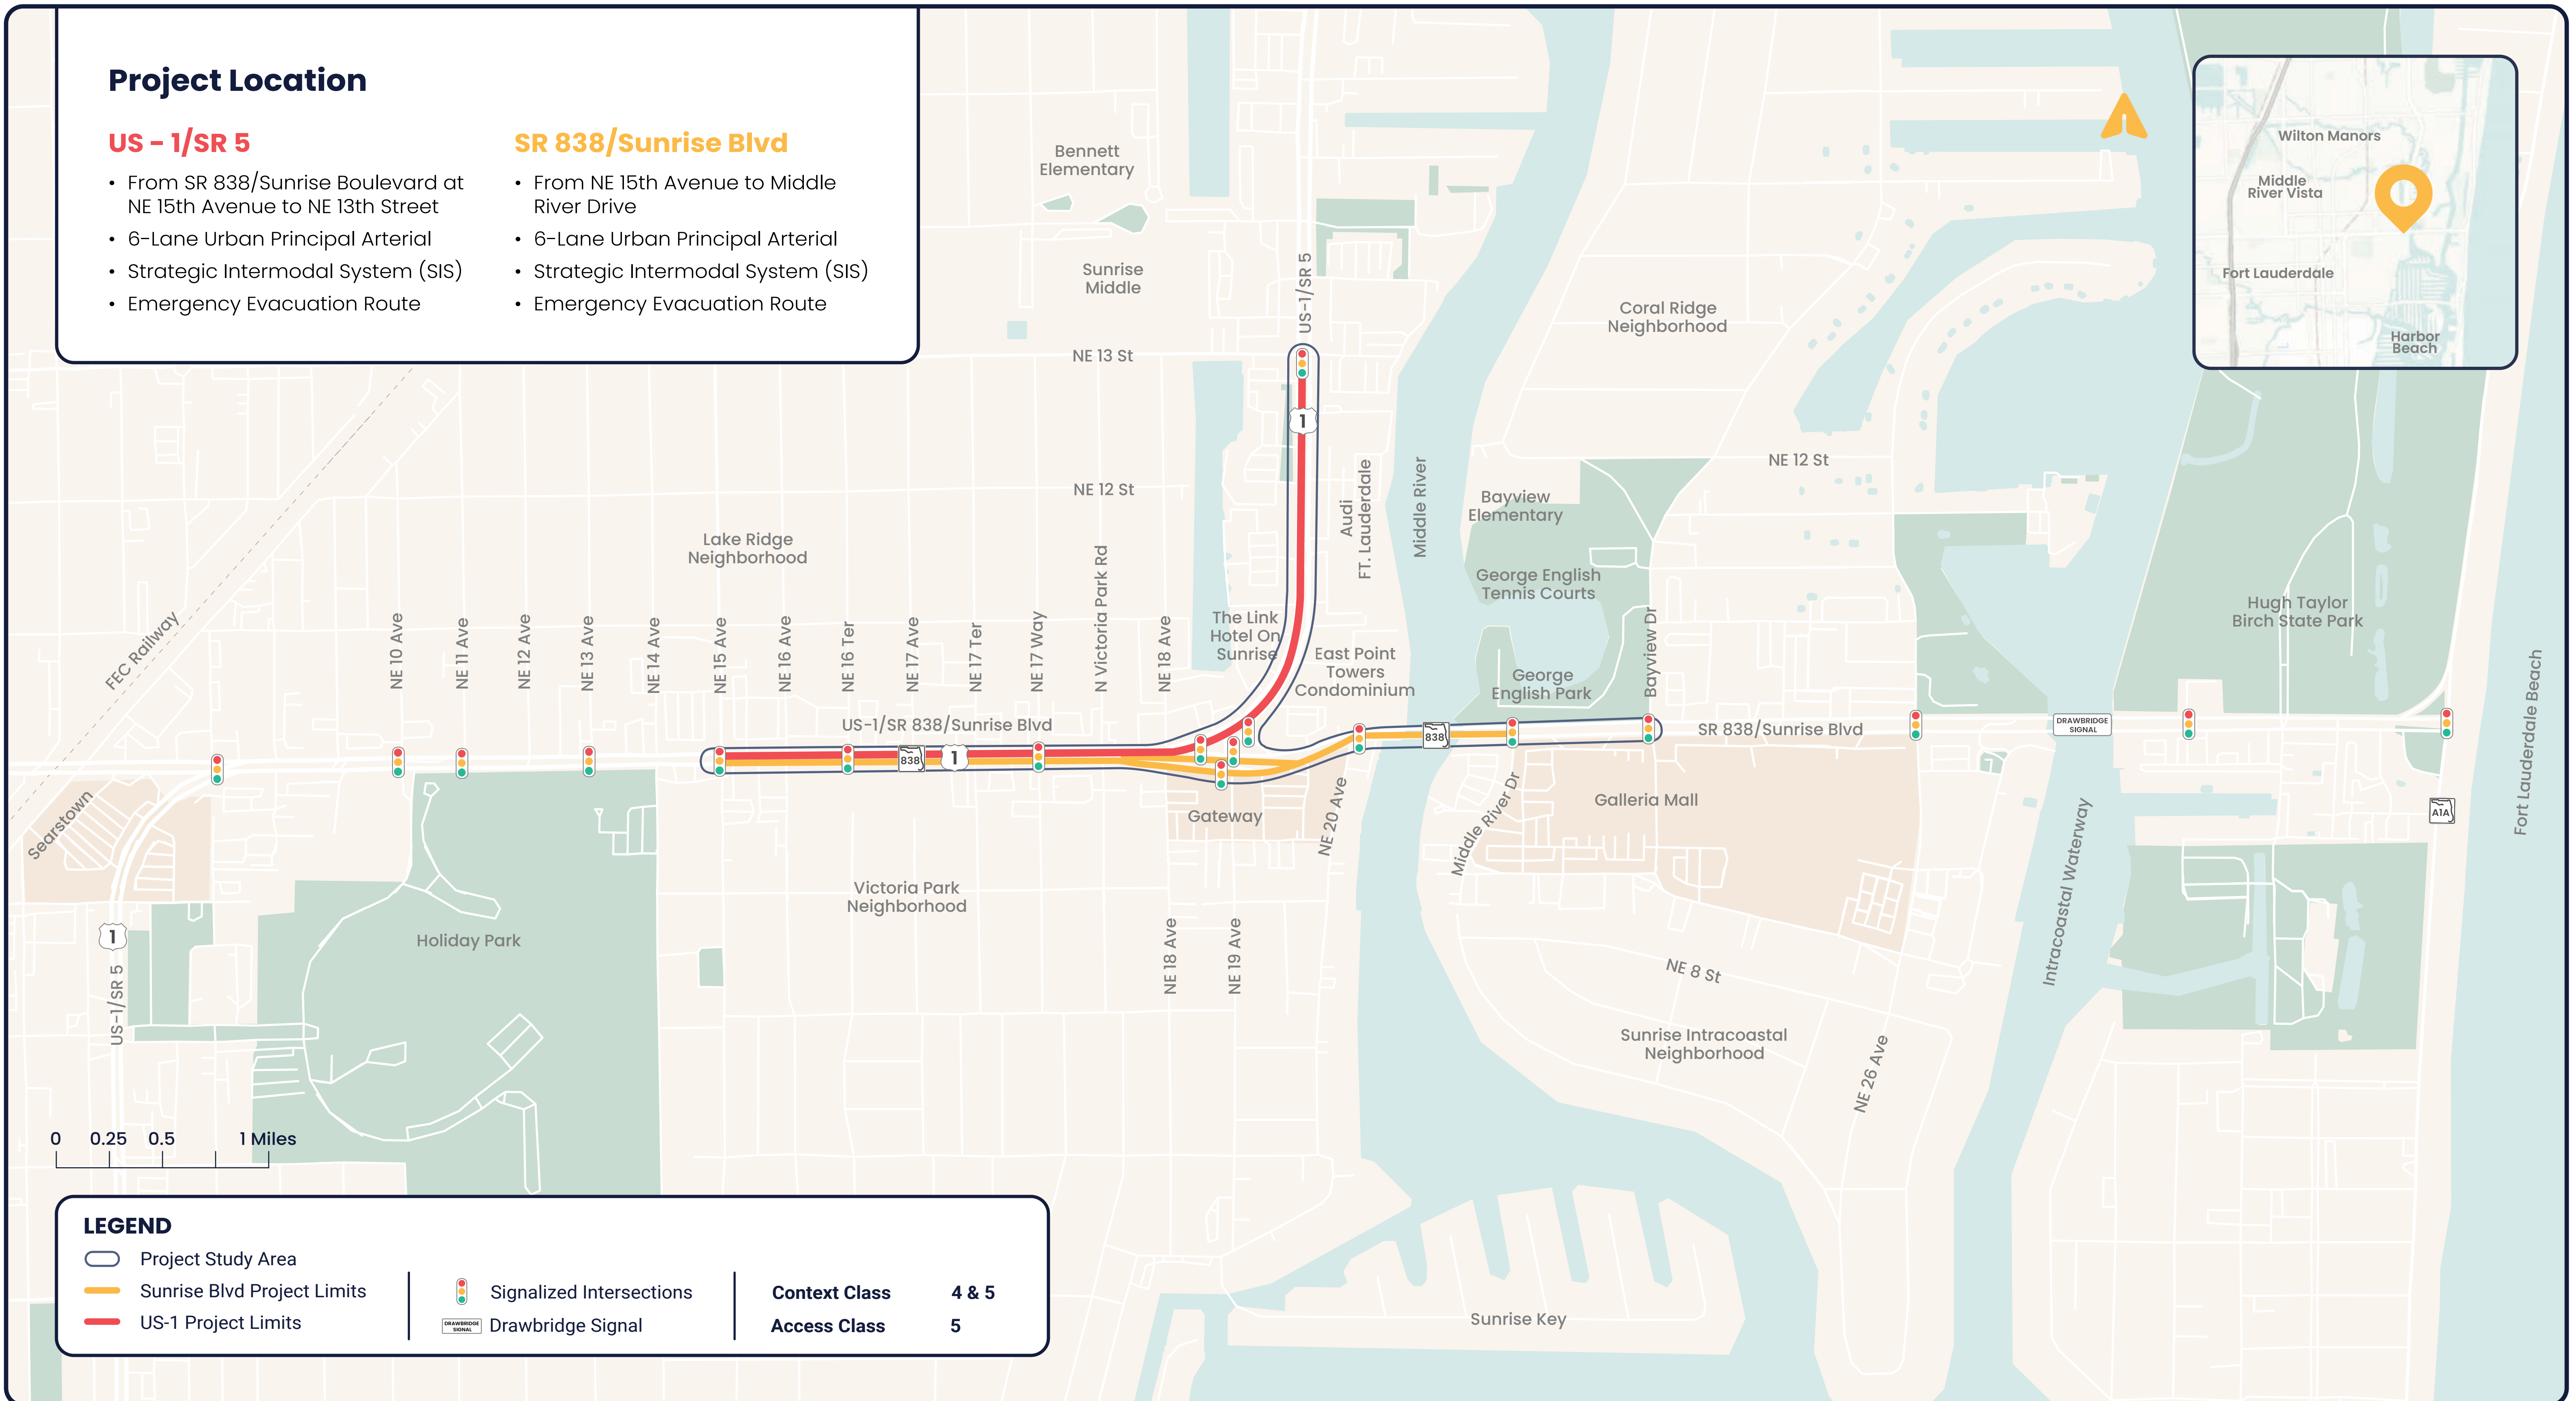 Project Location
US - 1/SR 5
• From SR 838/Sunrise Boulevard at
NE 15th Avenue to NE 13th Street
• 6-Lane Urban Principal Arterial
• Strategic Intermodal System (SIS)
• Emergency Evacuation Route
SR 838/Sunrise Blvd
• From NE 15th Avenue to Middle
River Drive
• 6-Lane Urban Principal Arterial
• Strategic Intermodal System (SIS)
• Emergency Evacuation Route
Wilton Manors
Middle
River Vista
Fort Lauderdale
Harbor
Beach
Bennett
Elementary
Sunrise
Middle
US-1/SR 5
Coral Ridge
Neighborhood
NE 13 St
1
NE 12 St
NE 12 St
Audi
FT. Lauderdale
Middle River
Bayview
Elementary
Lake Ridge
Neighborhood
George English
Tennis Courts
Hugh Taylor
Birch State Park
FEC Railway
NE 10 Ave
NE 11 Ave
NE 12 Ave
NE 13 Ave
NE 14 Ave
NE 15 Ave
NE 16 Ave
NE 16 Ter
NE 17 Ave
NE 17 Ter
NE 17 Way
N Victoria Park Rd
NE 18 Ave
The Link
Hotel On
Sunrise
East Point
Towers
Condominium
George
English Park
Bayview Dr
Fort Lauderdale Beach
US-1/SR 838/Sunrise Blvd
SR 838/Sunrise Blvd
DRAWBRIDGE
SIGNAL
838
1
838
Searstown
Gateway
NE 20 Ave
Middle River Dr
Galleria Mall
A1A
Intracoastal Waterway
Victoria Park
Neighborhood
1
Holiday Park
US-1/SR 5
NE 18 Ave
NE 19 Ave
NE 8 St
Sunrise Intracoastal
Neighborhood
NE 26 Ave
0 0.25 0.5 1 Miles
LEGEND
Project Study Area
Sunrise Blvd Project Limits
US-1 Project Limits
Signalized Intersections
DRAWBRIDGE
SIGNAL
Drawbridge Signal
Context Class 4 & 5
Access Class 5
Sunrise Key